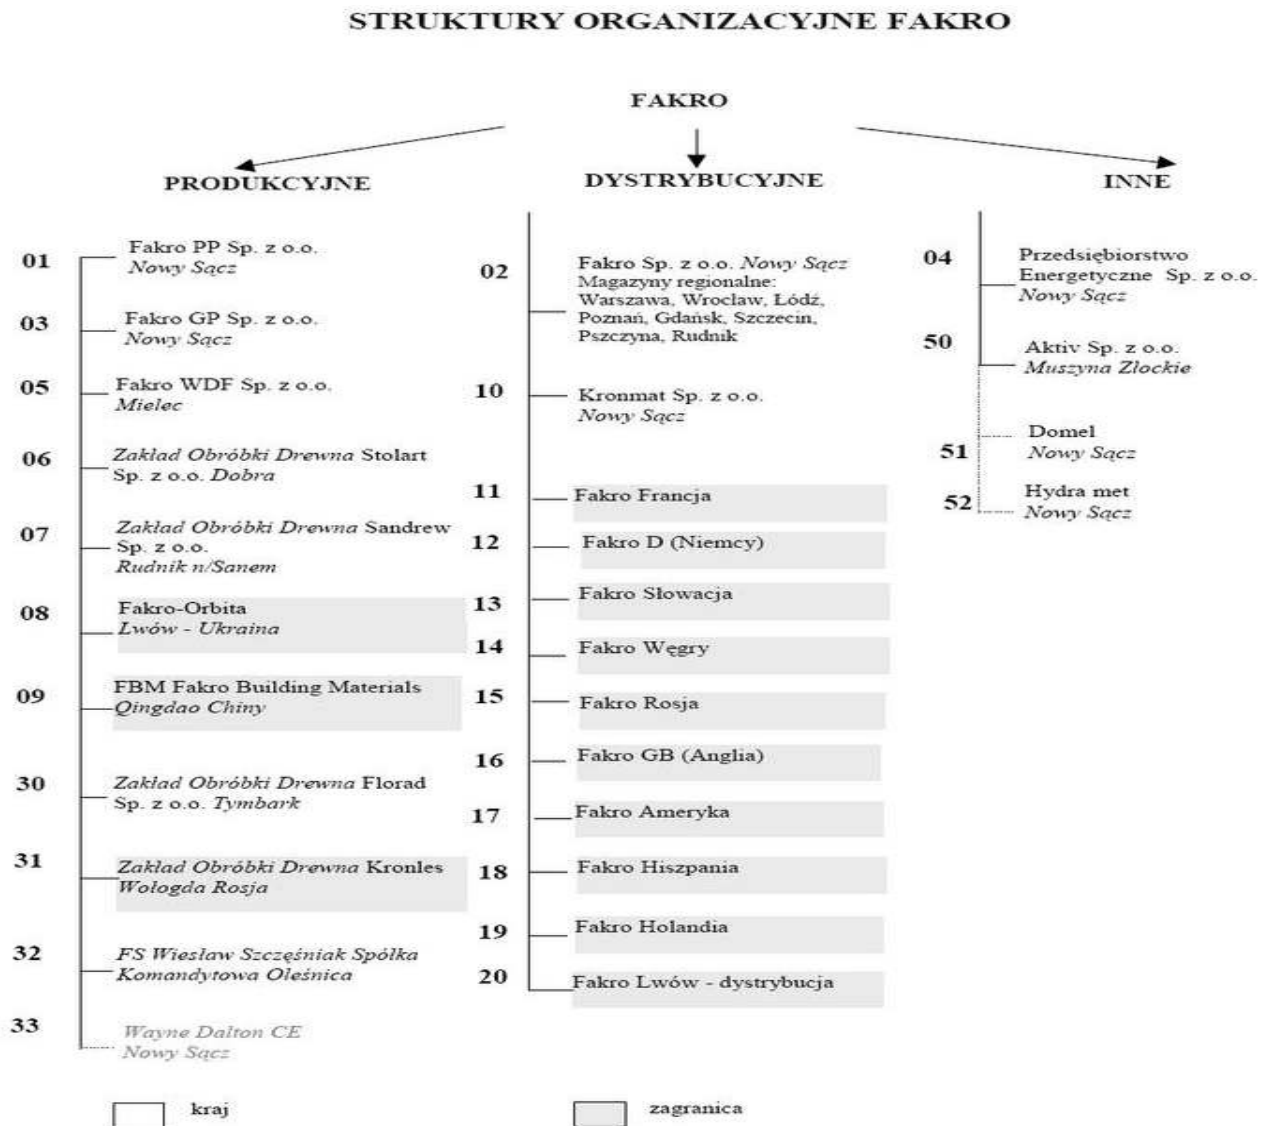 STRUKTURY ORGANIZACYJNE FAKRO
FAKRO
PRODUKCYJNE
01
Fakro PP Sp. z o.o.
Nowy Sącz
03
Fakro GP Sp. z o.o.
Nowy Sącz
05
Fakro WDF Sp. z o.o.
Mielec
06
Zakład Obróbki Drewna Stolart
Sp. z o.o. Dobra
07
Zakład Obróbki Drewna Sandrew
Sp. z o.o.
Rudnik n/Sanem
08
Fakro-Orbita
Lwów - Ukraina
09
FBM Fakro Building Materials
Qingdao Chiny
30
Zakład Obróbki Drewna Florad
Sp. z o.o. Tymbark
31
Zakład Obróbki Drewna Kronles
Wołogda Rosja
32
FS Wiesław Szczęśniak Spółka
Komandytowa Oleśnica
33
Wayne Dalton CE
Nowy Sącz
DYSTRYBUCYJNE
02
Fakro Sp. z o.o. Nowy Sącz
Magazyny regionalne:
Warszawa, Wrocław, Łódź,
Poznań, Gdańsk, Szczecin,
Pszczyna, Rudnik
10
Kronmat Sp. z o.o.
Nowy Sącz
11
Fakro Francja
12
Fakro D (Niemcy)
13
Fakro Słowacja
14
Fakro Węgry
15
Fakro Rosja
16
Fakro GB (Anglia)
17
Fakro Ameryka
18
Fakro Hiszpania
19
Fakro Holandia
20
Fakro Lwów - dystrybucja
INNE
04
Przedsiębiorstwo
Energetyczne Sp. z o.o.
Nowy Sącz
50
Aktiv Sp. z o.o.
Muszyna Złockie
51
Domel
Nowy Sącz
52
Hydra met
Nowy Sącz
kraj
zagranica